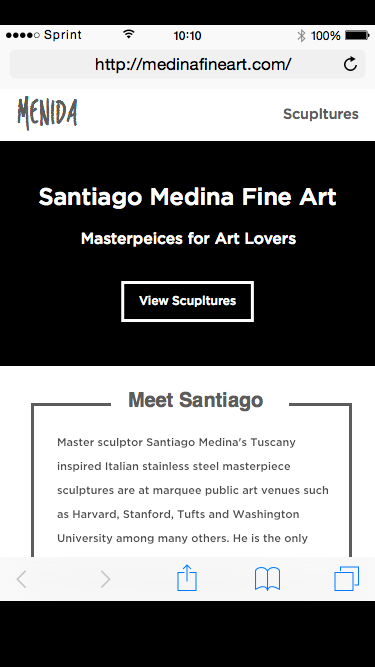 Sprint 10:10 100%
http://medinafineart.com/
MENIDA Scupltures
Santiago Medina Fine Art
Masterpeices for Art Lovers
View Scupltures
Meet Santiago
Master sculptor Santiago Medina's Tuscany
inspired Italian stainless steel masterpiece
sculptures are at marquee public art venues such
as Harvard, Stanford, Tufts and Washington
University among many others. He is the only